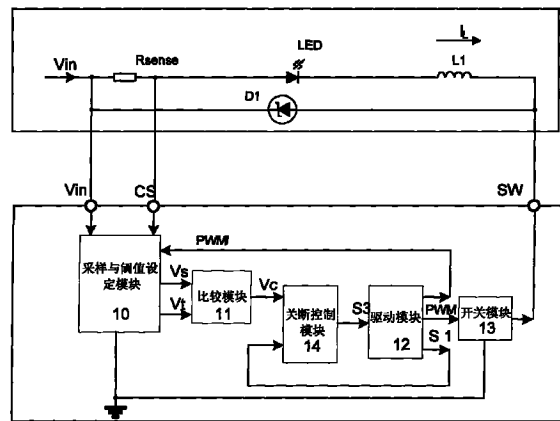 Vin
Rsense
LED
IL
L1
D1
Vin
CS
SW
PWM
采样与阈值设
定模块
10
Vs
Vt
比较模块
11
Vc
关断控制
模块
14
S3
驱动模块
12
PWM
S1
开关模块
13